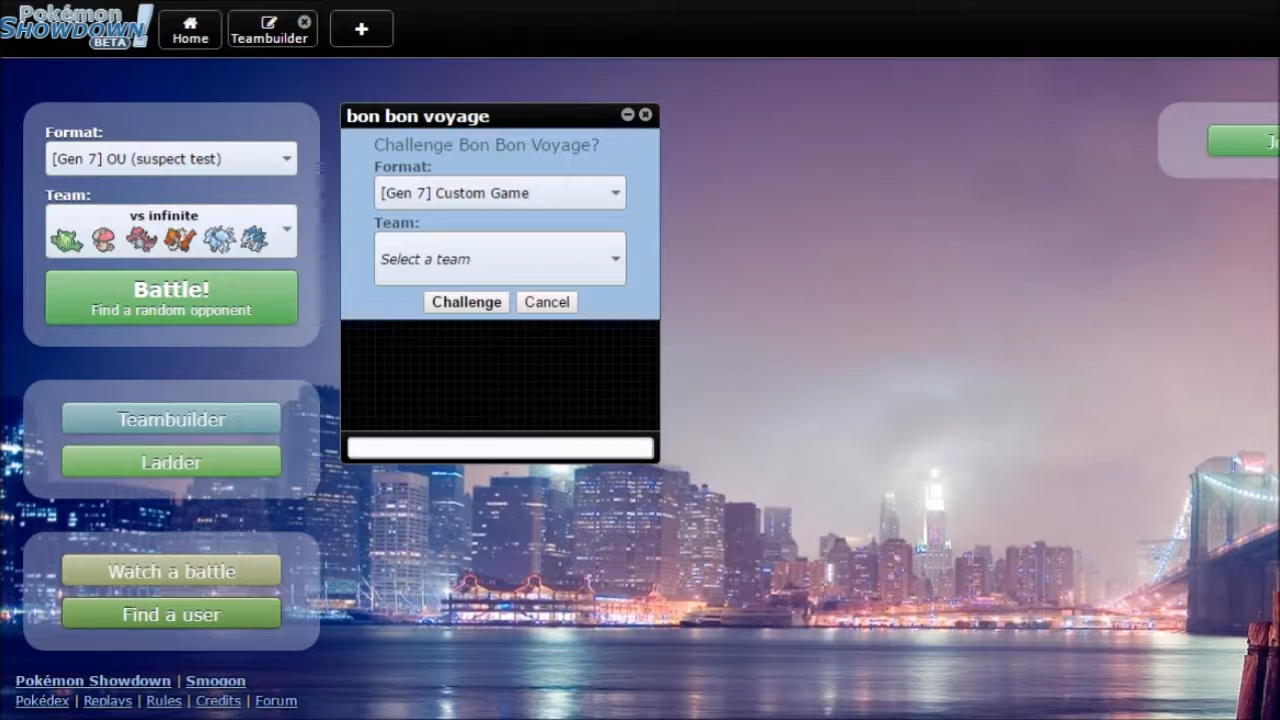 Pokémon
SHOWDOWN!
BETA
Home
Teambuilder
Format:
[Gen 7] OU (suspect test)
Team:
vs infinite
Battle!
Find a random opponent
Teambuilder
Ladder
Watch a battle
Find a user
Pokémon Showdown | Smogon
Pokédex | Replays | Rules | Credits | Forum
bon bon voyage
Challenge Bon Bon Voyage?
Format:
[Gen 7] Custom Game
Team:
Select a team
Challenge Cancel